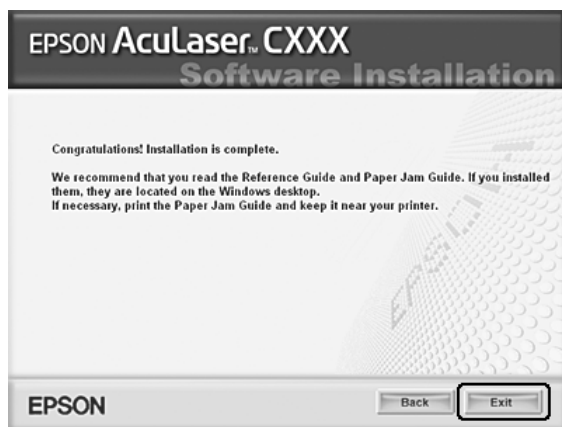 EPSON AcuLaser™ CXXX
Software Installation
Congratulations! Installation is complete.
We recommend that you read the Reference Guide and Paper Jam Guide. If you installed
them, they are located on the Windows desktop.
If necessary, print the Paper Jam Guide and keep it near your printer.
EPSON
EPSON
Back
Exit